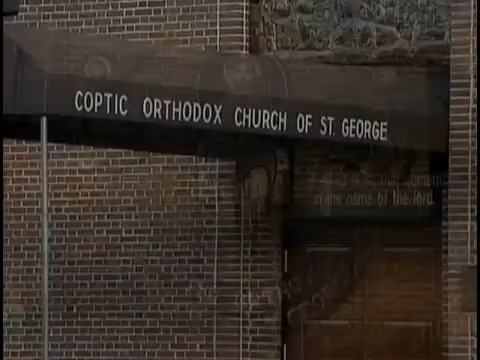 COPTIC ORTHODOX CHURCH OF ST. GEORGE
in the name of the lord.